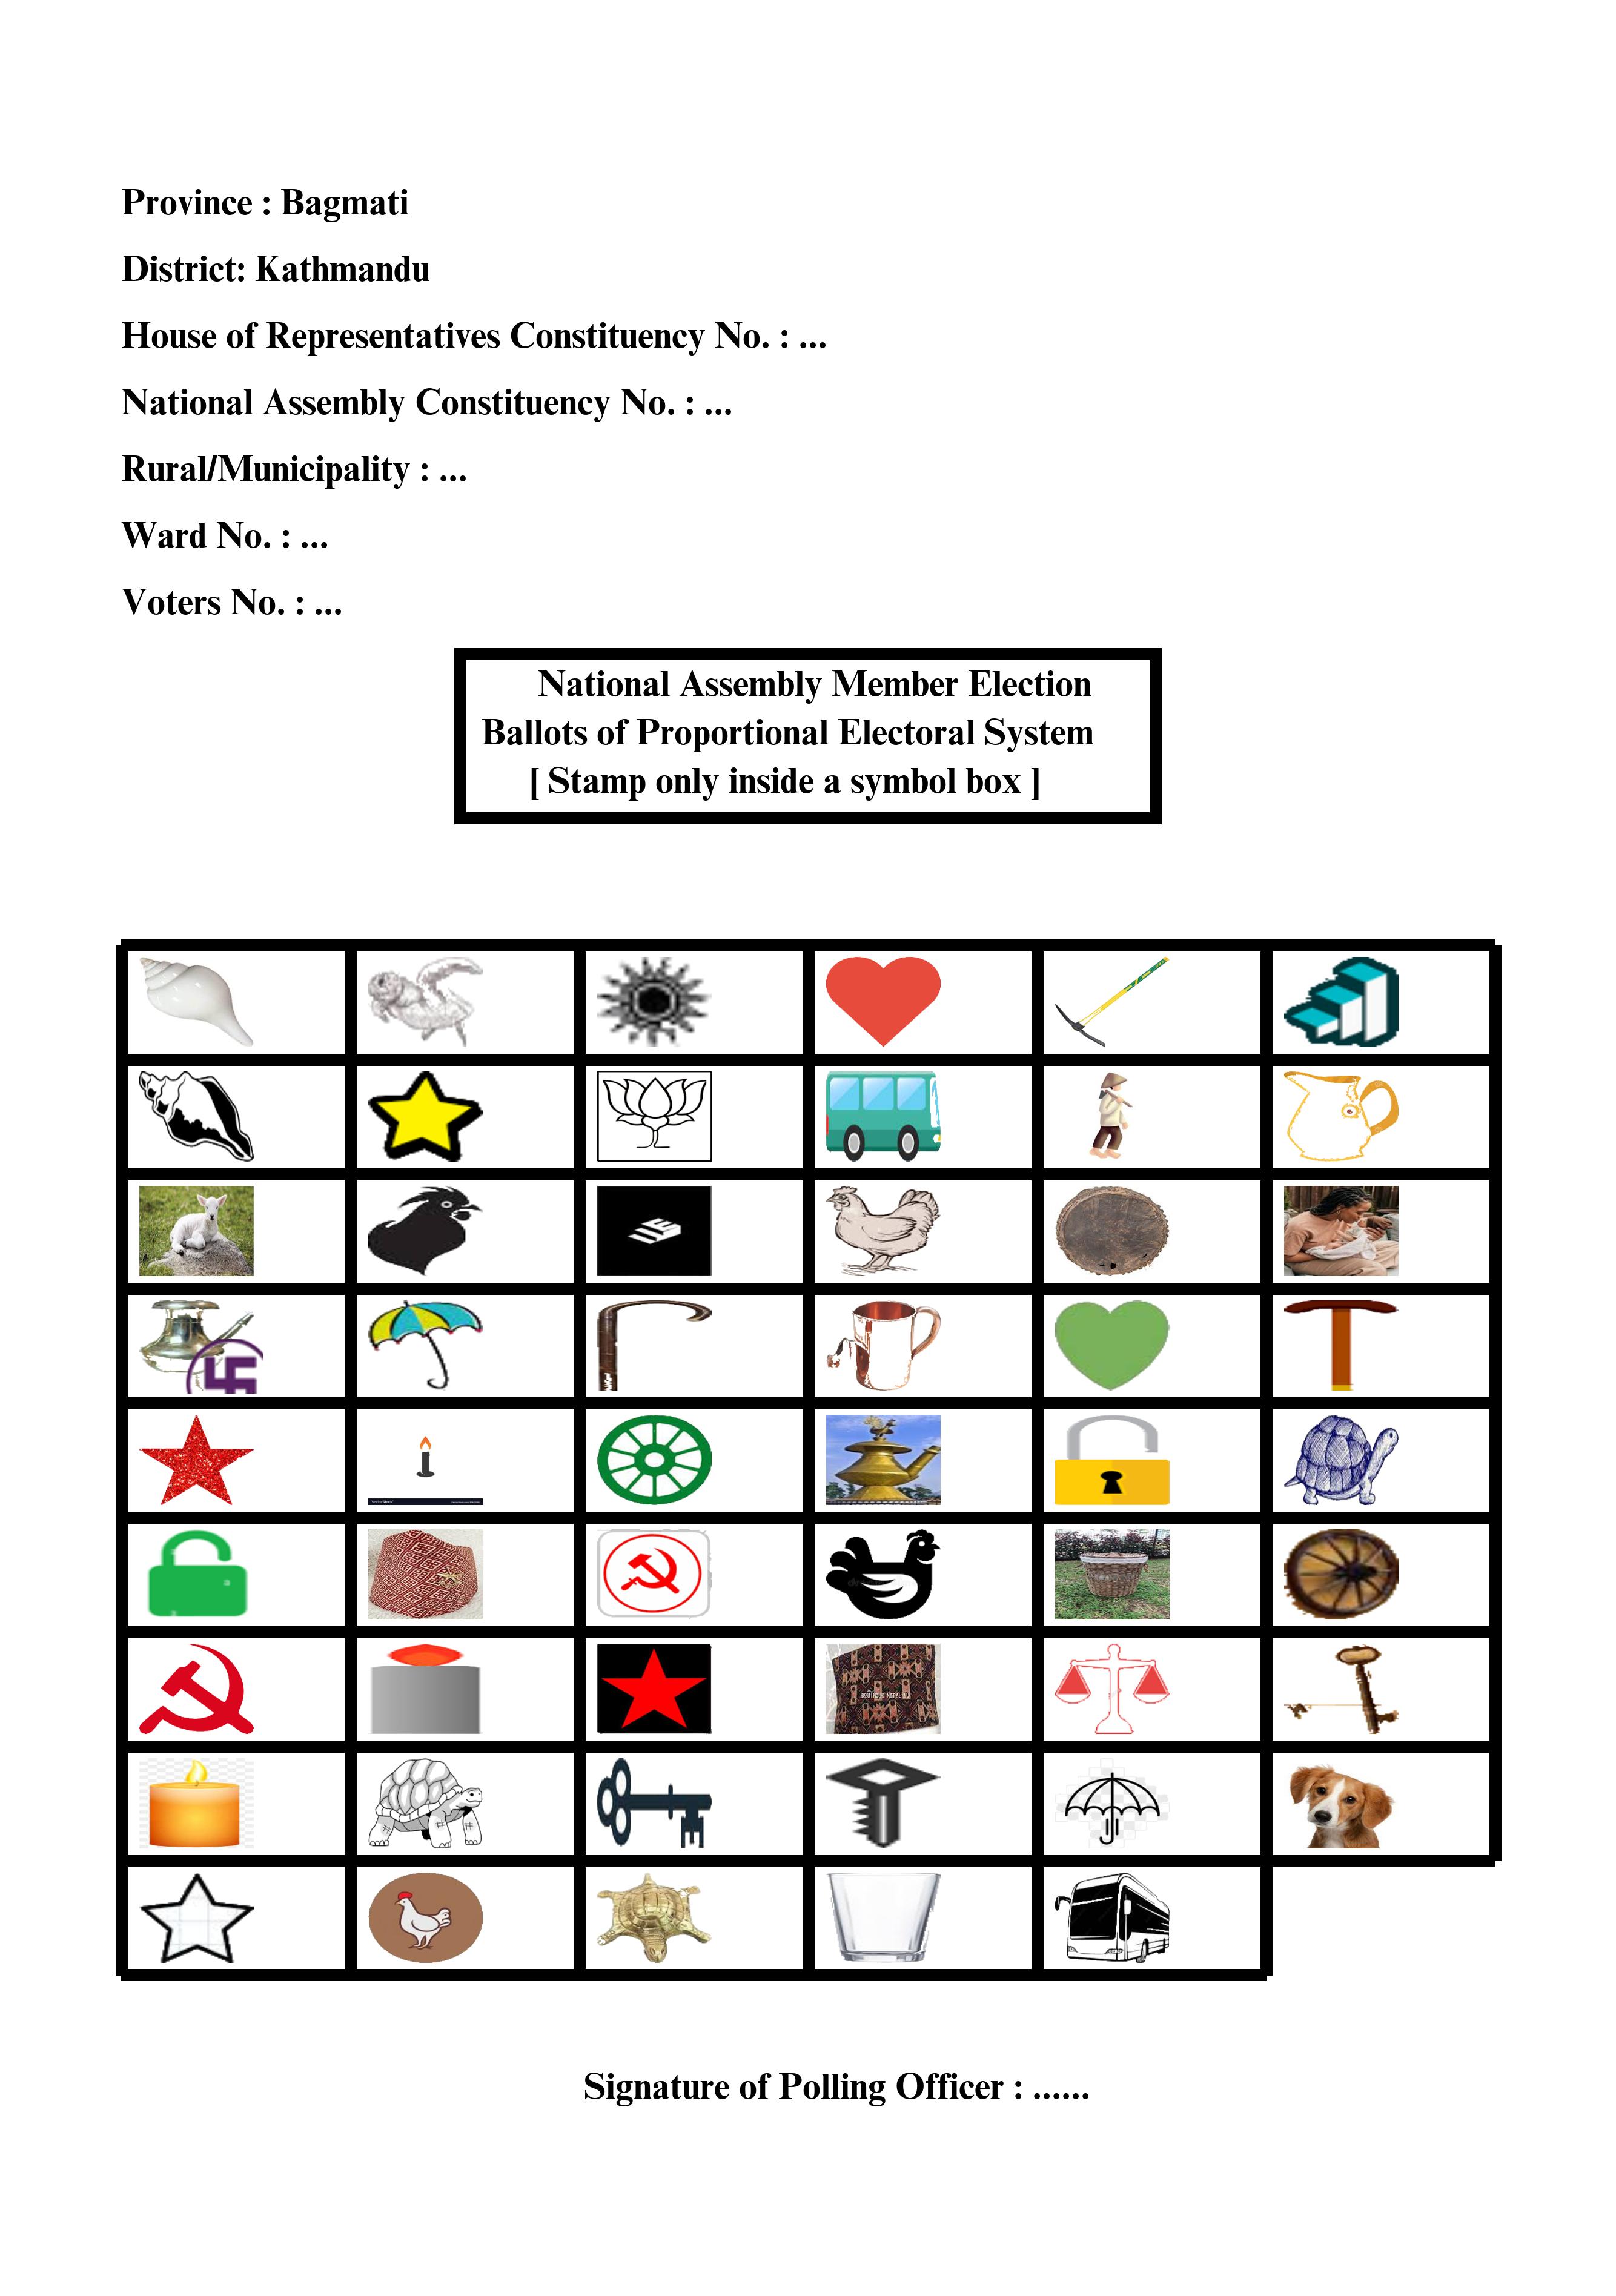 Province : Bagmati
District: Kathmandu
House of Representatives Constituency No. : ...
National Assembly Constituency No. : ...
Rural/Municipality : ...
Ward No. : ...
Voters No. : ...
National Assembly Member Election
Ballots of Proportional Electoral System
[ Stamp only inside a symbol box ]
Signature of Polling Officer : ......